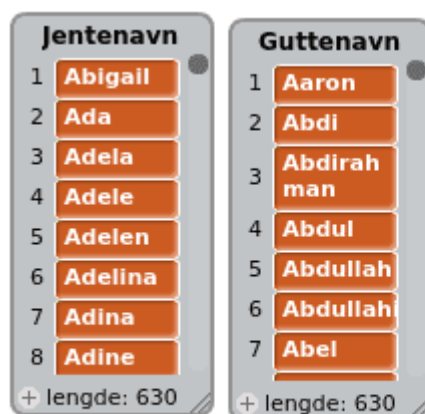 Jentenavn
1 Abigail
2 Ada
3 Adela
4 Adele
5 Adelen
6 Adelina
7 Adina
8 Adine
+ lengde: 630
Guttenavn
1 Aaron
2 Abdi
3 Abdirah
man
4 Abdul
5 Abdullah
6 Abdullahi
7 Abel
+ lengde: 630